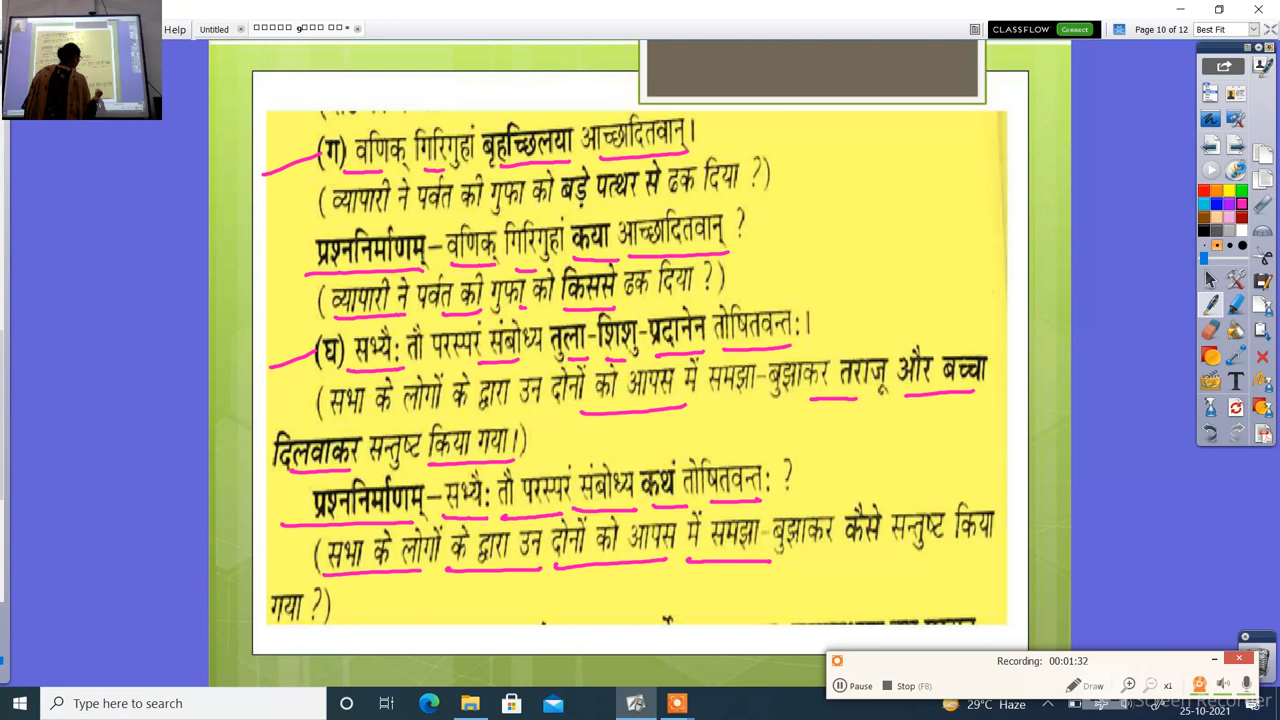 Help
Untitled
9
CLASSFLOW Connect
Page 10 of 12
Best Fit
(ग) वणिक् गिरिगुहां बृहच्छिलया आच्छादितवान्।
( व्यापारी ने पर्वत की गुफा को बड़े पत्थर से ढक दिया ?)
प्रश्ननिर्माणम्–वणिक् गिरिगुहां कया आच्छादितवान् ?
( व्यापारी ने पर्वत की गुफा को किससे ढक दिया ?)
(घ) सभ्यै: तौ परस्परं संबोध्य तुला-शिशु-प्रदानेन तोषितवन्त:।
( सभा के लोगों के द्वारा उन दोनों को आपस में समझा-बुझाकर तराजू और बच्चा
दिलवाकर सन्तुष्ट किया गया।)
प्रश्ननिर्माणम्–सभ्यै: तौ परस्परं संबोध्य कथं तोषितवन्त: ?
( सभा के लोगों के द्वारा उन दोनों को आपस में समझा-बुझाकर कैसे सन्तुष्ट किया
गया ?)
Recording: 00:01:32
Pause Stop (F8) Draw x1
Type here to search
29°C Haze
25-10-2021